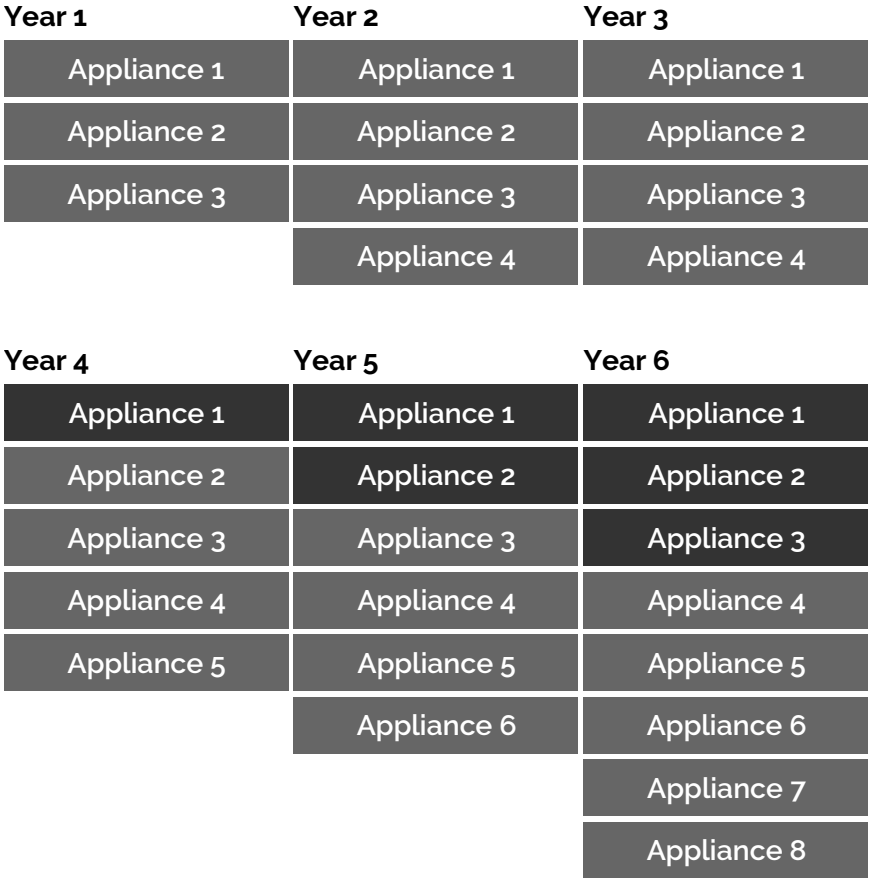 Year 1 Year 2 Year 3
Appliance 1 Appliance 1 Appliance 1
Appliance 2 Appliance 2 Appliance 2
Appliance 3 Appliance 3 Appliance 3
Appliance 4 Appliance 4
Year 4 Year 5 Year 6
Appliance 1 Appliance 1 Appliance 1
Appliance 2 Appliance 2 Appliance 2
Appliance 3 Appliance 3 Appliance 3
Appliance 4 Appliance 4 Appliance 4
Appliance 5 Appliance 5 Appliance 5
Appliance 6 Appliance 6
Appliance 7
Appliance 8